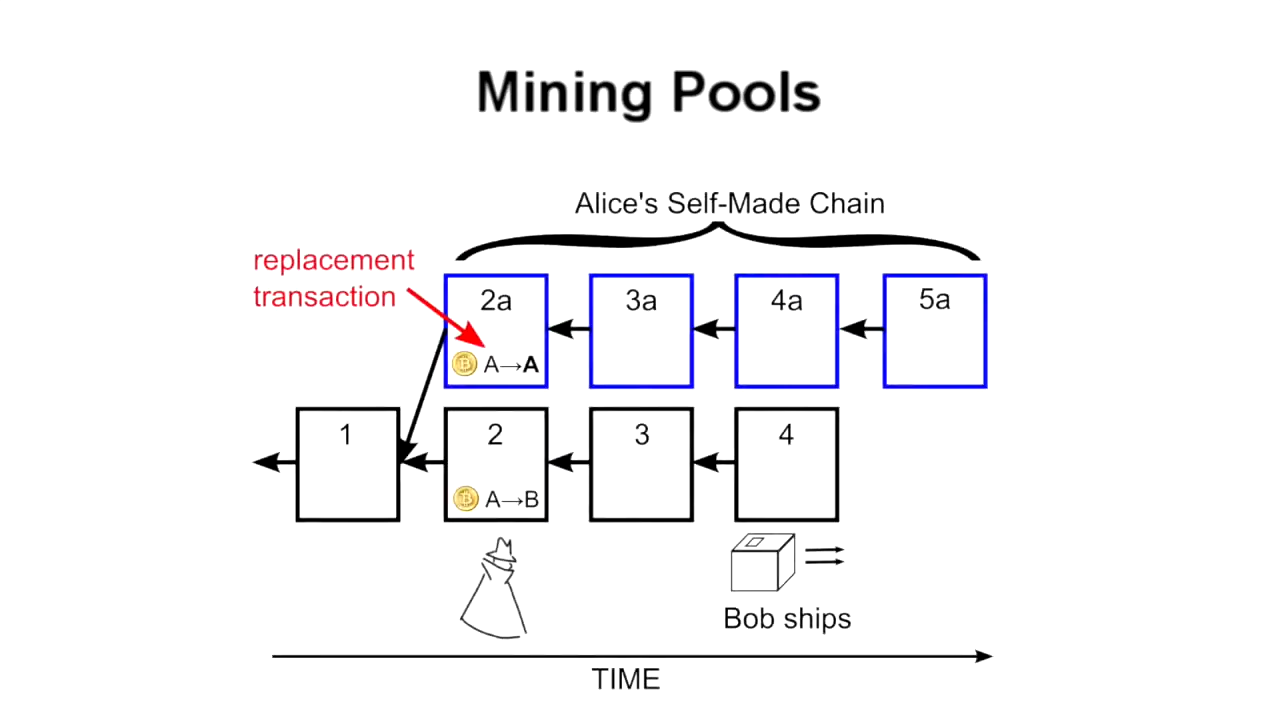 Mining Pools
Alice's Self-Made Chain
replacement
transaction
2a
3a
4a
5a
A→A
1
2
3
4
A→B
Bob ships
TIME